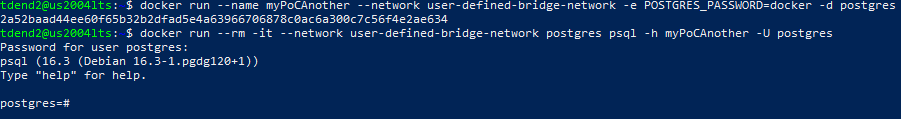 tdend2@us2004lts: $ docker run --name myPoCAnother --network user-defined-bridge-network -e POSTGRES_PASSWORD=docker -d postgres
2a52baad44ee60f65b32b2dfad5e4a63966706878c0ac6a300c7c56f4e2ae634
tdend2@us2004lts: $ docker run --rm -it --network user-defined-bridge-network postgres psql -h myPoCAnother -U postgres
Password for user postgres:
psql (16.3 (Debian 16.3-1.pgdg120+1))
Type "help" for help.
postgres=#